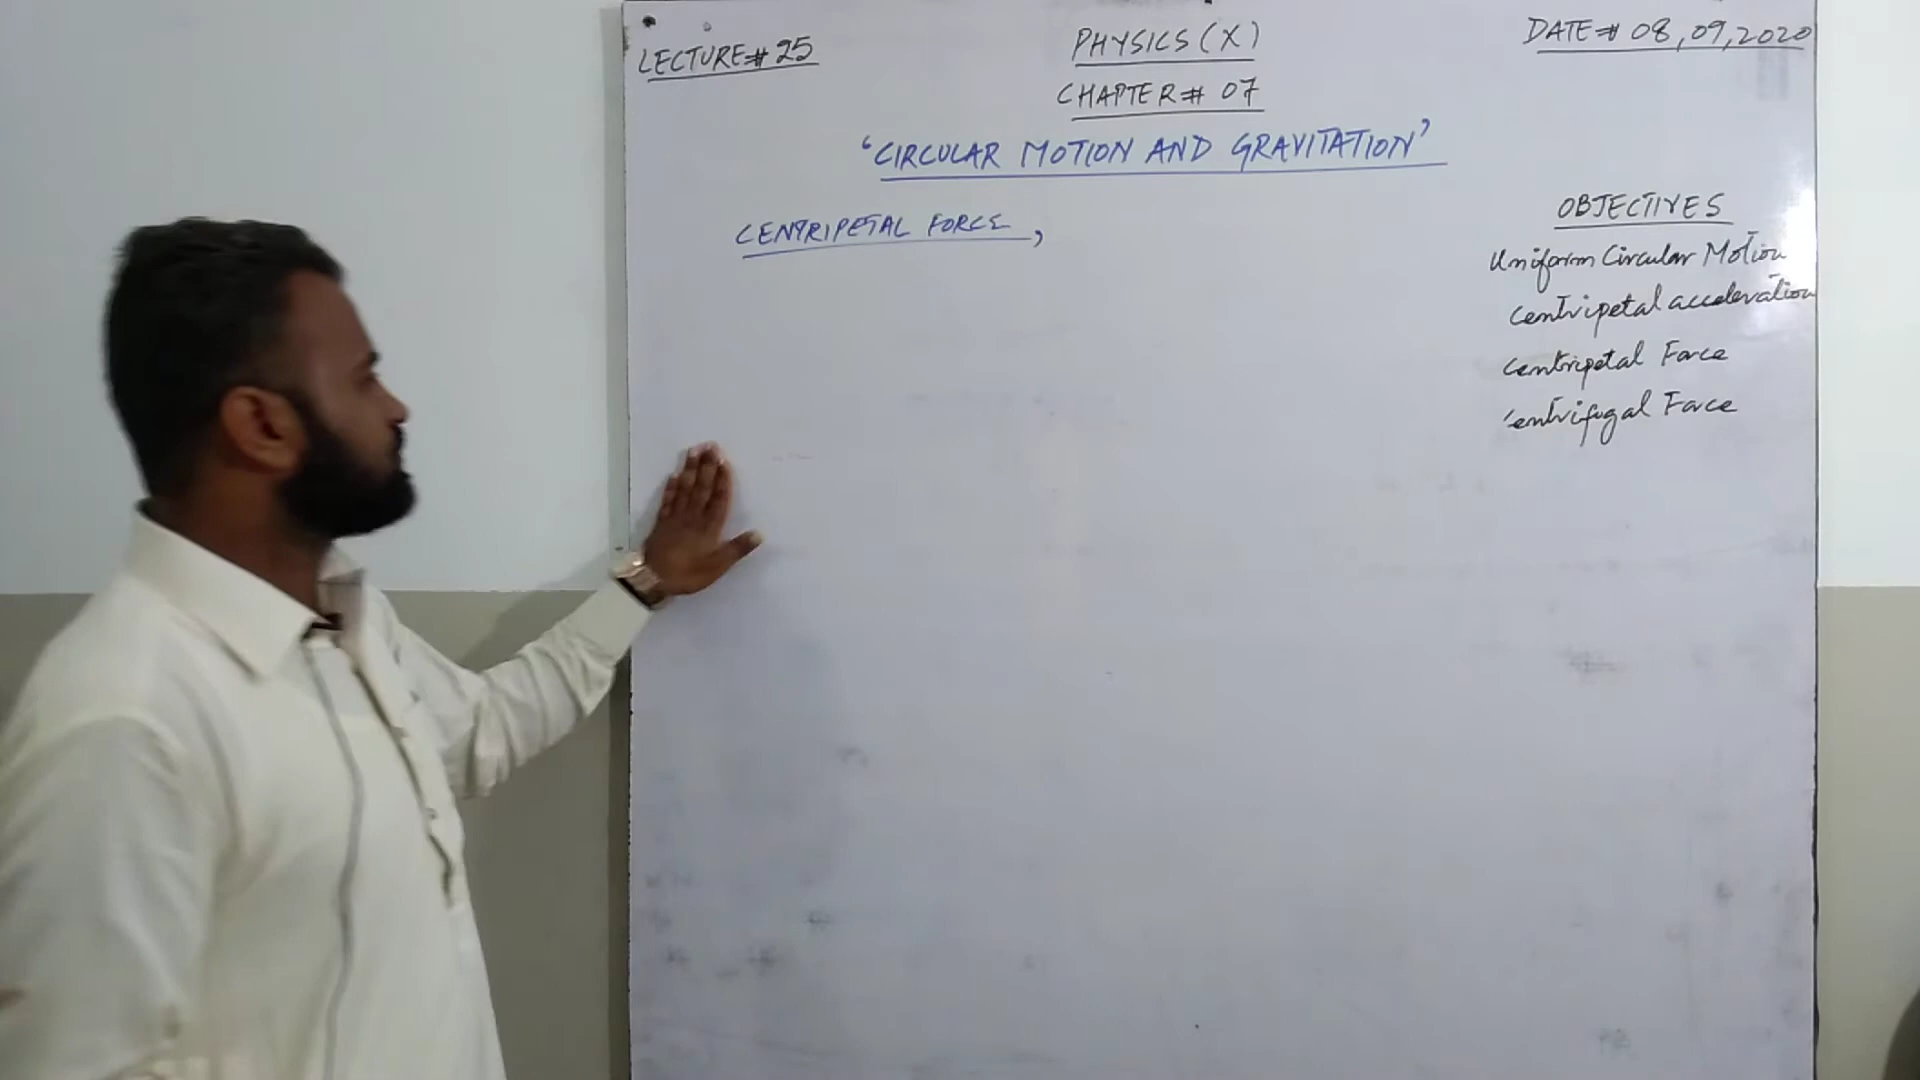 LECTURE# 25
PHYSICS (X)
DATE# 08,09,2020
CHAPTER# 07
‘CIRCULAR MOTION AND GRAVITATION’
CENTRIPETAL FORCE,
OBJECTIVES
Uniform Circular Motion
Centripetal acceleration
Centripetal Force
Centrifugal Force